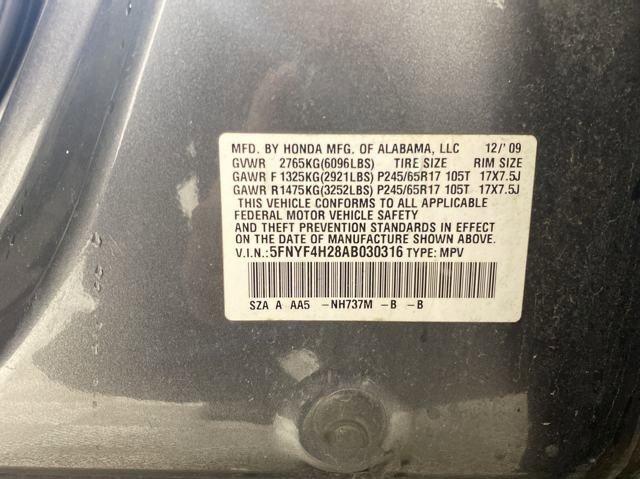 MFD. BY HONDA MFG. OF ALABAMA, LLC 12/'09
GVWR 2765KG(6096LBS) TIRE SIZE RIM SIZE
GAWR F 1325KG(2921LBS) P245/65R17 105T 17X7.5J
GAWR R1475KG(3252LBS) P245/65R17 105T 17X7.5J
THIS VEHICLE CONFORMS TO ALL APPLICABLE
FEDERAL MOTOR VEHICLE SAFETY
AND THEFT PREVENTION STANDARDS IN EFFECT
ON THE DATE OF MANUFACTURE SHOWN ABOVE.
V.I.N.: 5FNYF4H28AB030316 TYPE: MPV
SZA A AA5 -NH737M -B -B